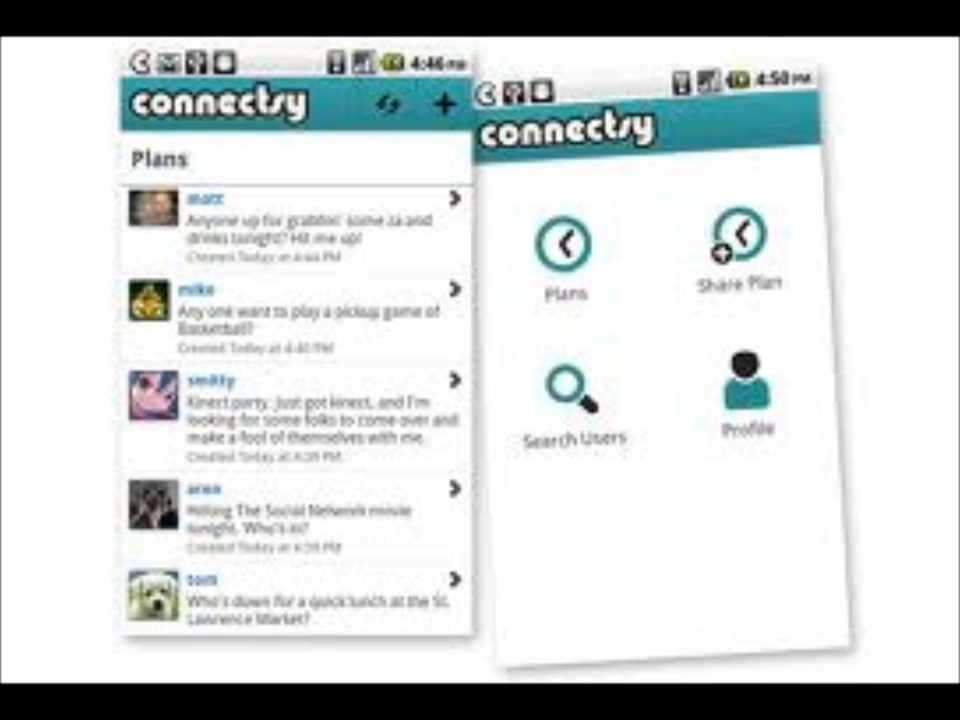 4:46 PM
connectsy
Plans
matt
Anyone up for grabbin' some za and
drinks tonight? Hit me up!
Created Today at 4:44 PM
mike
Any one want to play a pickup game of
Basketball?
Created Today at 4:40 PM
smitty
Kinect party. Just got kinect, and I'm
looking for some folks to come over and
make a fool of themselves with me.
Created Today at 4:39 PM
Hitting The Social Network movie
tonight. Who's in?
Created Today at 4:39 PM
tom
Who's down for a quick lunch at the St.
Lawrence Market?
4:50 PM
connectsy
Plans
Share Plan
Search Users
Profile